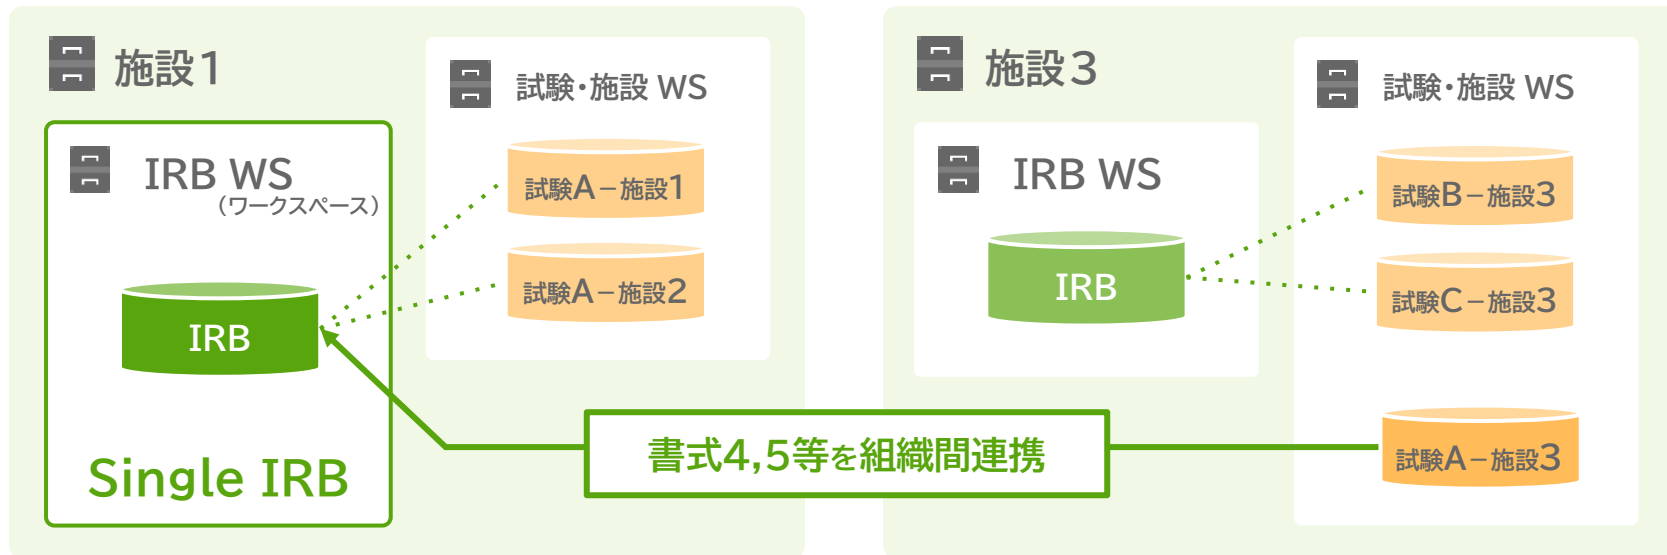 施設1
IRB WS
(ワークスペース)
IRB
Single IRB
試験・施設 WS
試験A－施設1
試験A－施設2
書式4,5等を組織間連携
施設3
IRB WS
IRB
試験・施設 WS
試験B－施設3
試験C－施設3
試験A－施設3